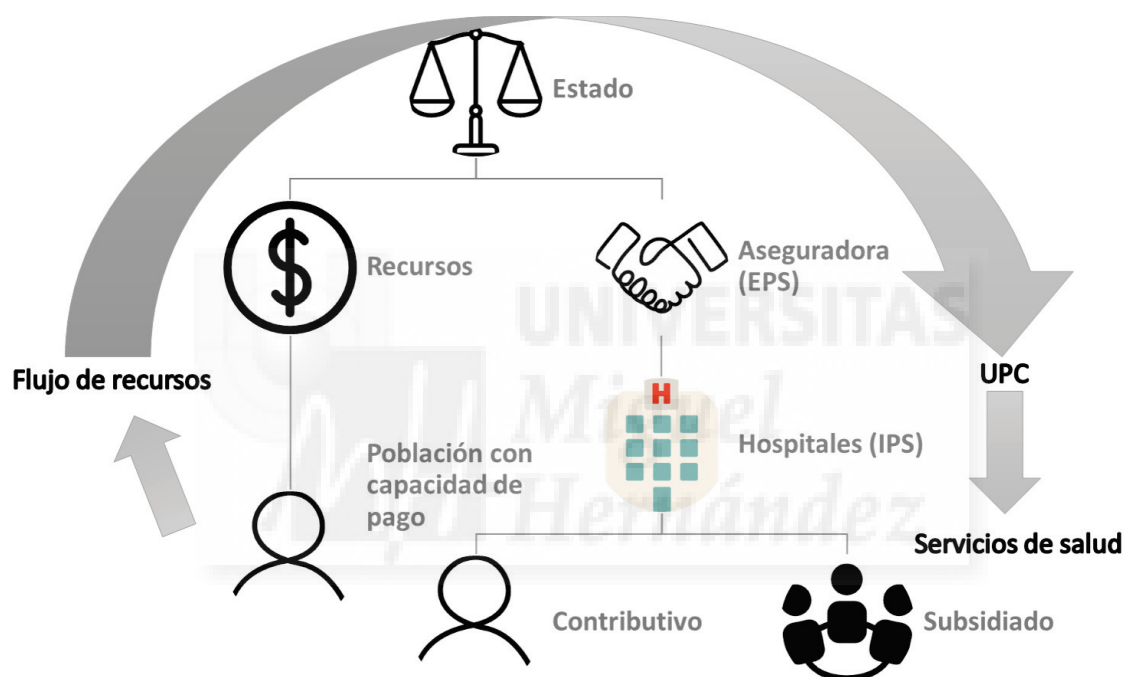 Estado
Recursos
Aseguradora
(EPS)
Flujo de recursos
UPC
H
Hospitales (IPS)
Población con
capacidad de
pago
Servicios de salud
Contributivo
Subsidiado
UNIVERSITAS
Miguel
Hernández